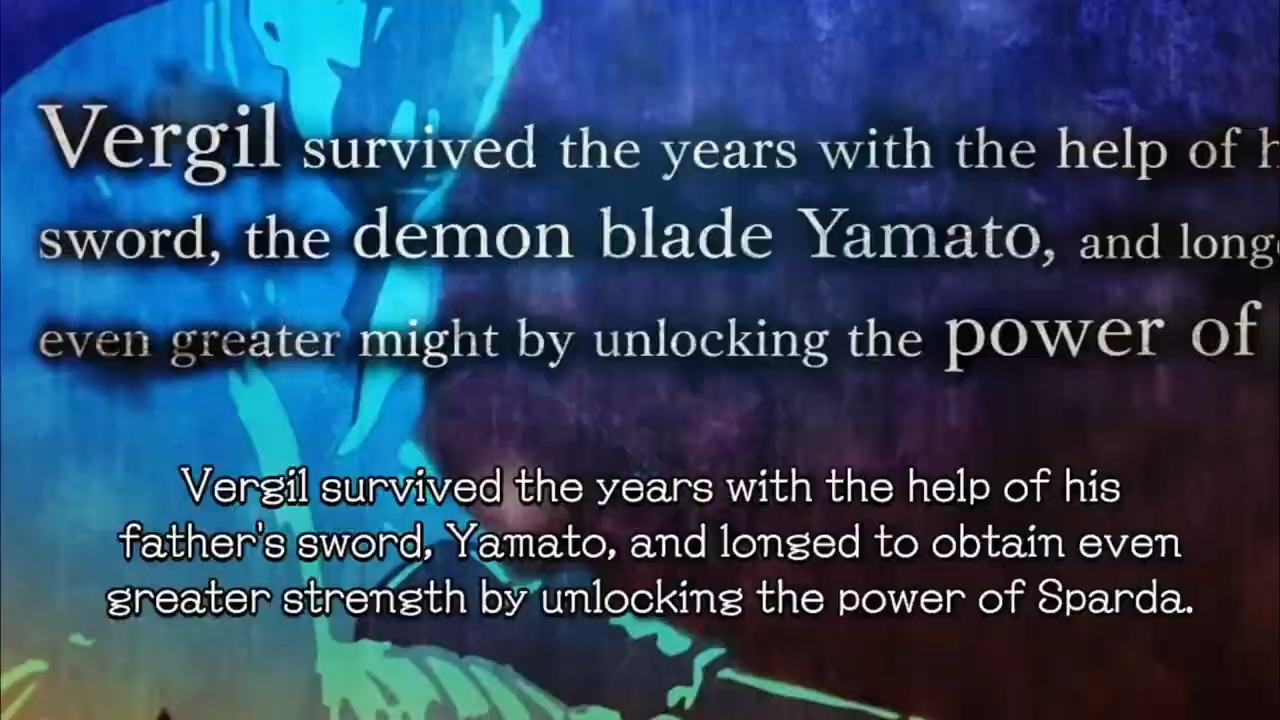 Vergil survived the years with the help of h
sword, the demon blade Yamato, and long
even greater might by unlocking the power of
Vergil survived the years with the help of his
father's sword, Yamato, and longed to obtain even
greater strength by unlocking the power of Sparda.